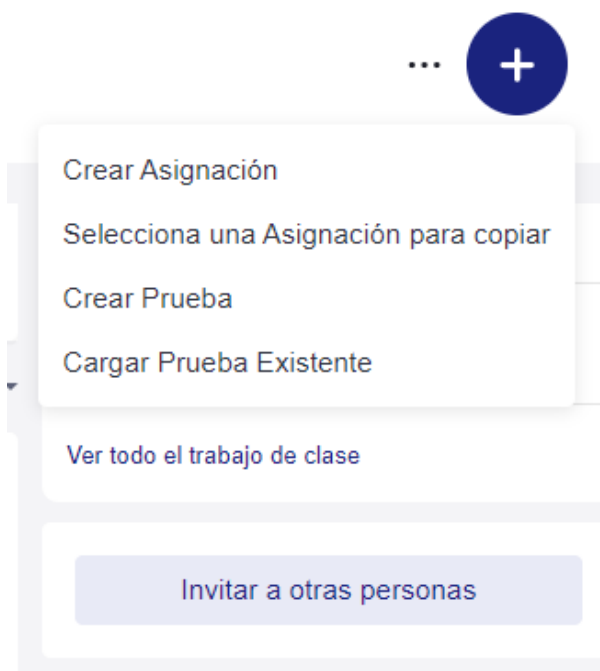 Crear Asignación
Selecciona una Asignación para copiar
Crear Prueba
Cargar Prueba Existente
Ver todo el trabajo de clase
Invitar a otras personas